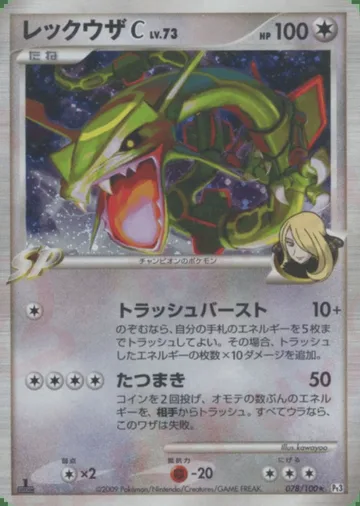 レックウザ C LV.73 HP 100
たね
チャンピオンのポケモン
SP
トラッシュバースト 10+
のぞむなら、自分の手札のエネルギーを5枚までトラッシュしてよい。その場合、トラッシュ
したエネルギーの枚数×10ダメージを追加。
たつまき 50
コインを2回投げ、オモテの数ぶんのエネル
ギーを、相手からトラッシュ。すべてウラなら、
このワザは失敗。
illus. kawayoo
弱点 抵抗力 にげる
×2 -20
1 078/100★ Pt3
©2009 Pokémon/Nintendo/Creatures/GAME FREAK.